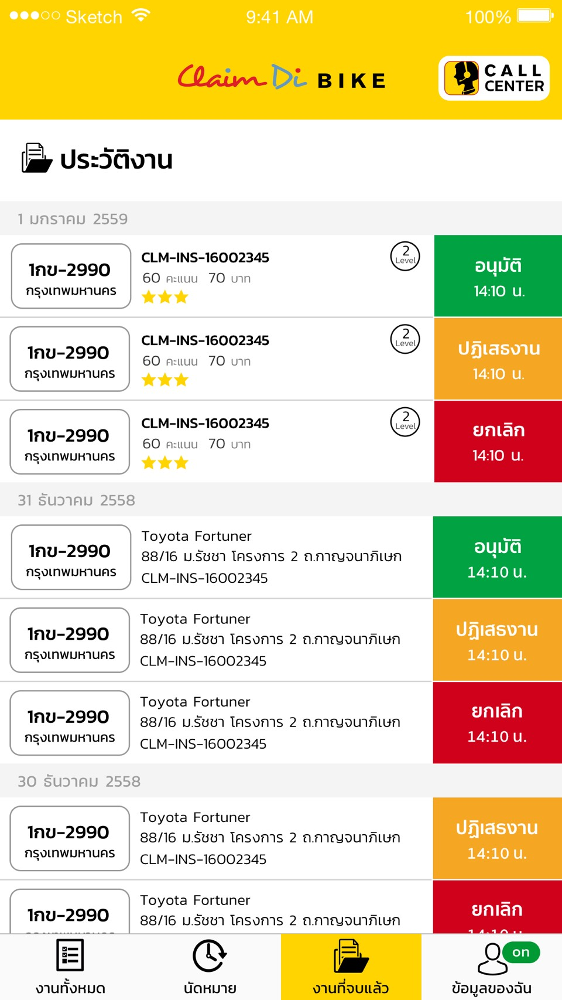 Sketch 9:41 AM 100%
Claim Di BIKE
CALL
CENTER
ประวัติงาน
1 มกราคม 2559
1กข-2990
กรุงเทพมหานคร
CLM-INS-16002345
60 คะแนน 70 บาท
2
Level
อนุมัติ
14:10 น.
1กข-2990
กรุงเทพมหานคร
CLM-INS-16002345
60 คะแนน 70 บาท
2
Level
ปฏิเสธงาน
14:10 น.
1กข-2990
กรุงเทพมหานคร
CLM-INS-16002345
60 คะแนน 70 บาท
2
Level
ยกเลิก
14:10 น.
31 ธันวาคม 2558
1กข-2990
กรุงเทพมหานคร
Toyota Fortuner
88/16 ม.รัชชา โครงการ 2 ถ.กาญจนาภิเษก
CLM-INS-16002345
อนุมัติ
14:10 น.
1กข-2990
กรุงเทพมหานคร
Toyota Fortuner
88/16 ม.รัชชา โครงการ 2 ถ.กาญจนาภิเษก
CLM-INS-16002345
ปฏิเสธงาน
14:10 น.
1กข-2990
กรุงเทพมหานคร
Toyota Fortuner
88/16 ม.รัชชา โครงการ 2 ถ.กาญจนาภิเษก
CLM-INS-16002345
ยกเลิก
14:10 น.
30 ธันวาคม 2558
1กข-2990
กรุงเทพมหานคร
Toyota Fortuner
88/16 ม.รัชชา โครงการ 2 ถ.กาญจนาภิเษก
CLM-INS-16002345
ปฏิเสธงาน
14:10 น.
1กข-2990
Toyota Fortuner
88/16 ม.รัชชา โครงการ 2 ถ.กาญจนาภิเษก
ยกเลิก
งานทั้งหมด
นัดหมาย
งานที่จบแล้ว
on
ข้อมูลของฉัน